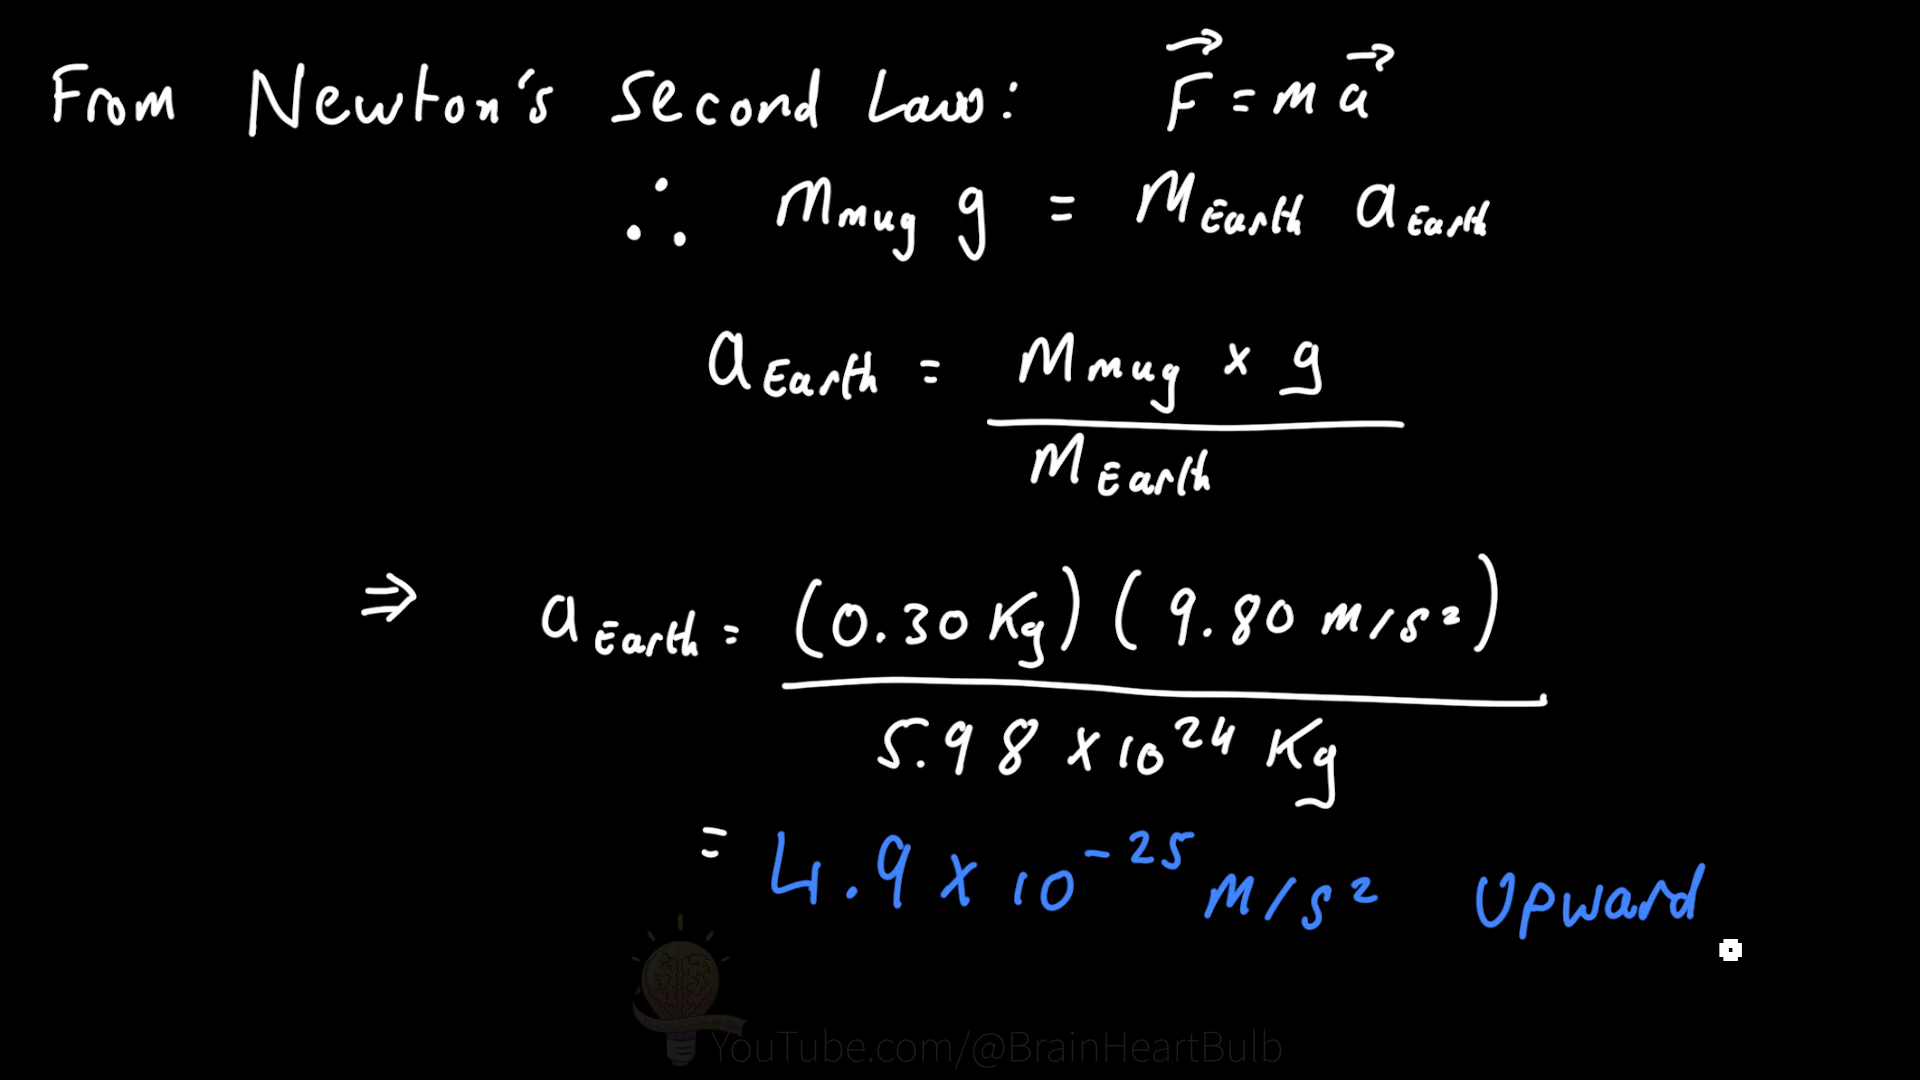 From Newton's Second Law: F⃗ = m a⃗
∴ Mmug g = MEarth aEarth
aEarth = Mmug × g
MEarth
⇒ aEarth = (0.30 Kg) (9.80 m/s²)
5.98 × 10²⁴ Kg
= 4.9 × 10⁻²⁵ m/s² Upward
YouTube.com/@BrainHeartBulb